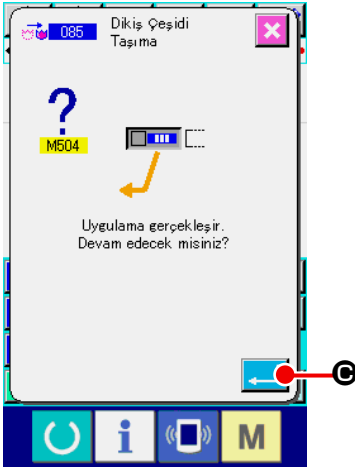 085
Dikiş Çeşidi
Taşıma
?
M504
Uygulama gerçekleşir.
Devam edecek misiniz?
C
i
M